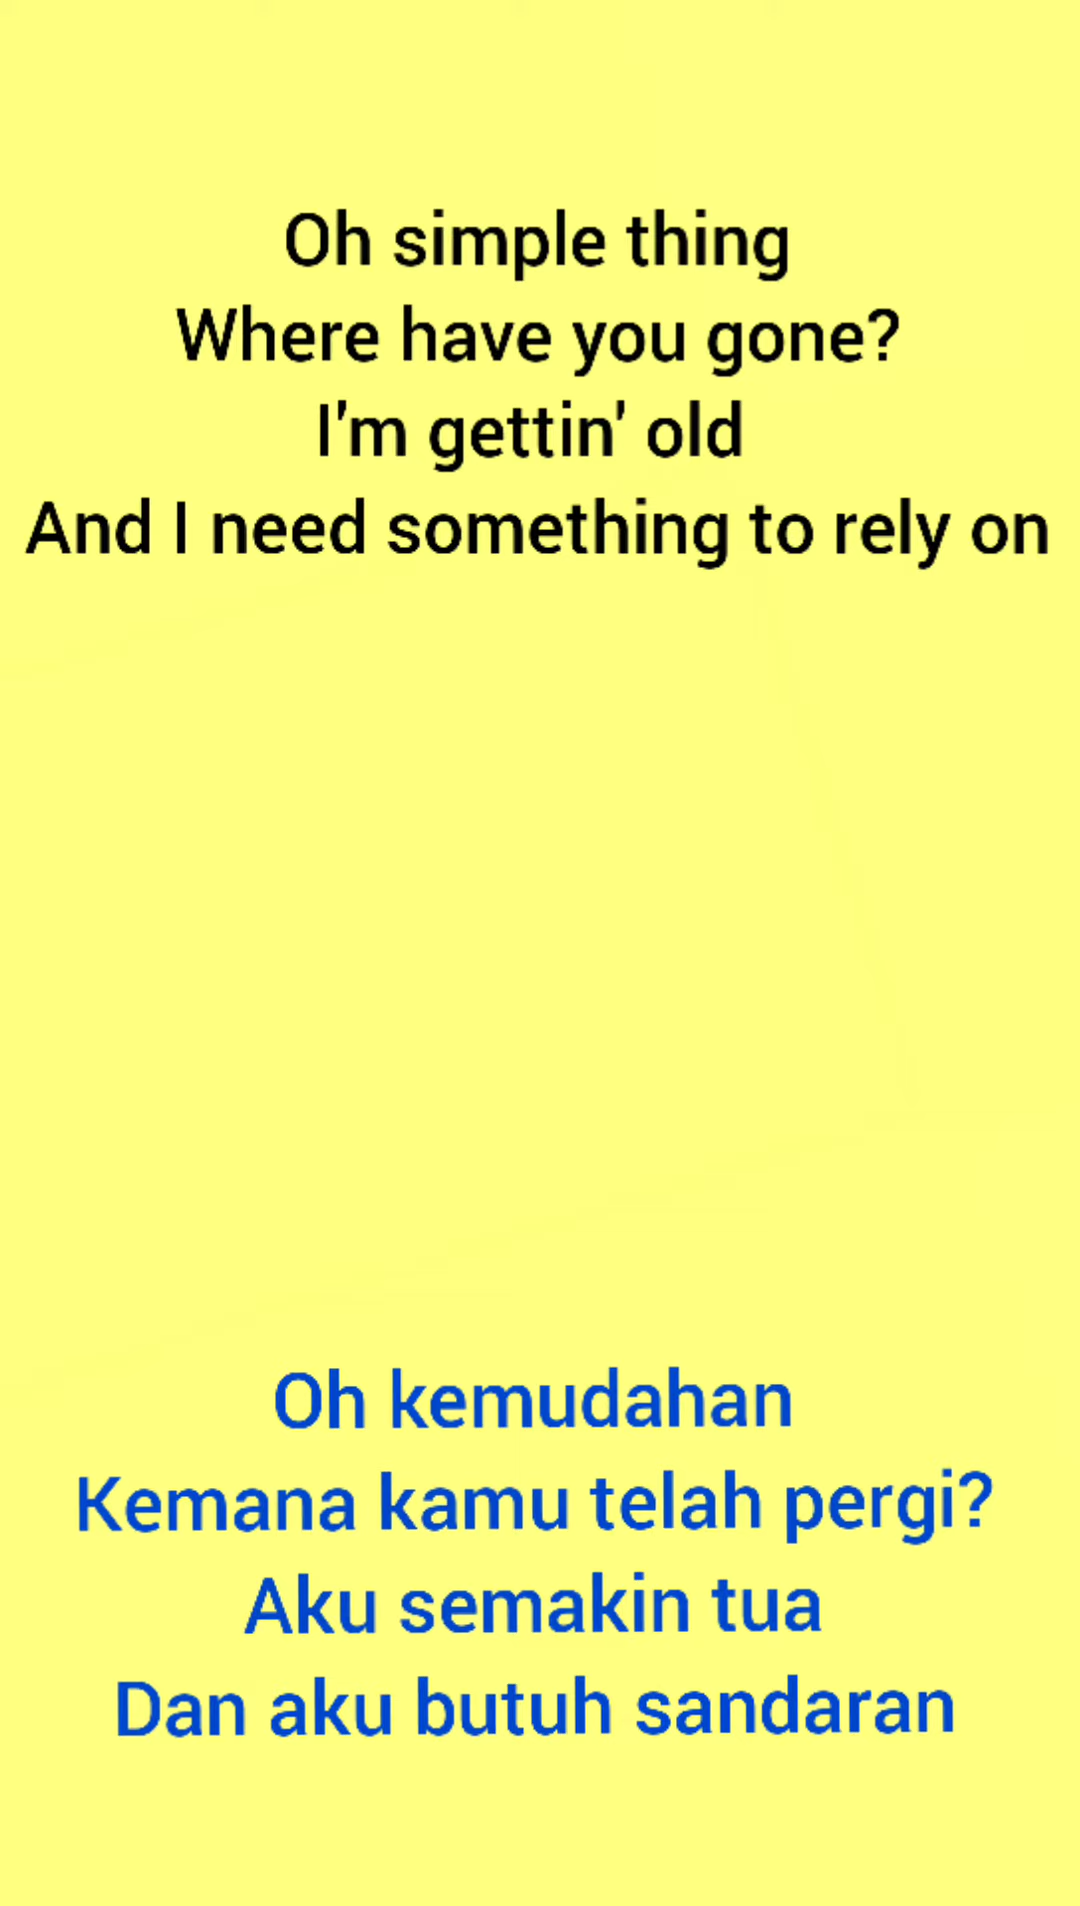 Oh simple thing
Where have you gone?
I'm gettin' old
And I need something to rely on
Oh kemudahan
Kemana kamu telah pergi?
Aku semakin tua
Dan aku butuh sandaran